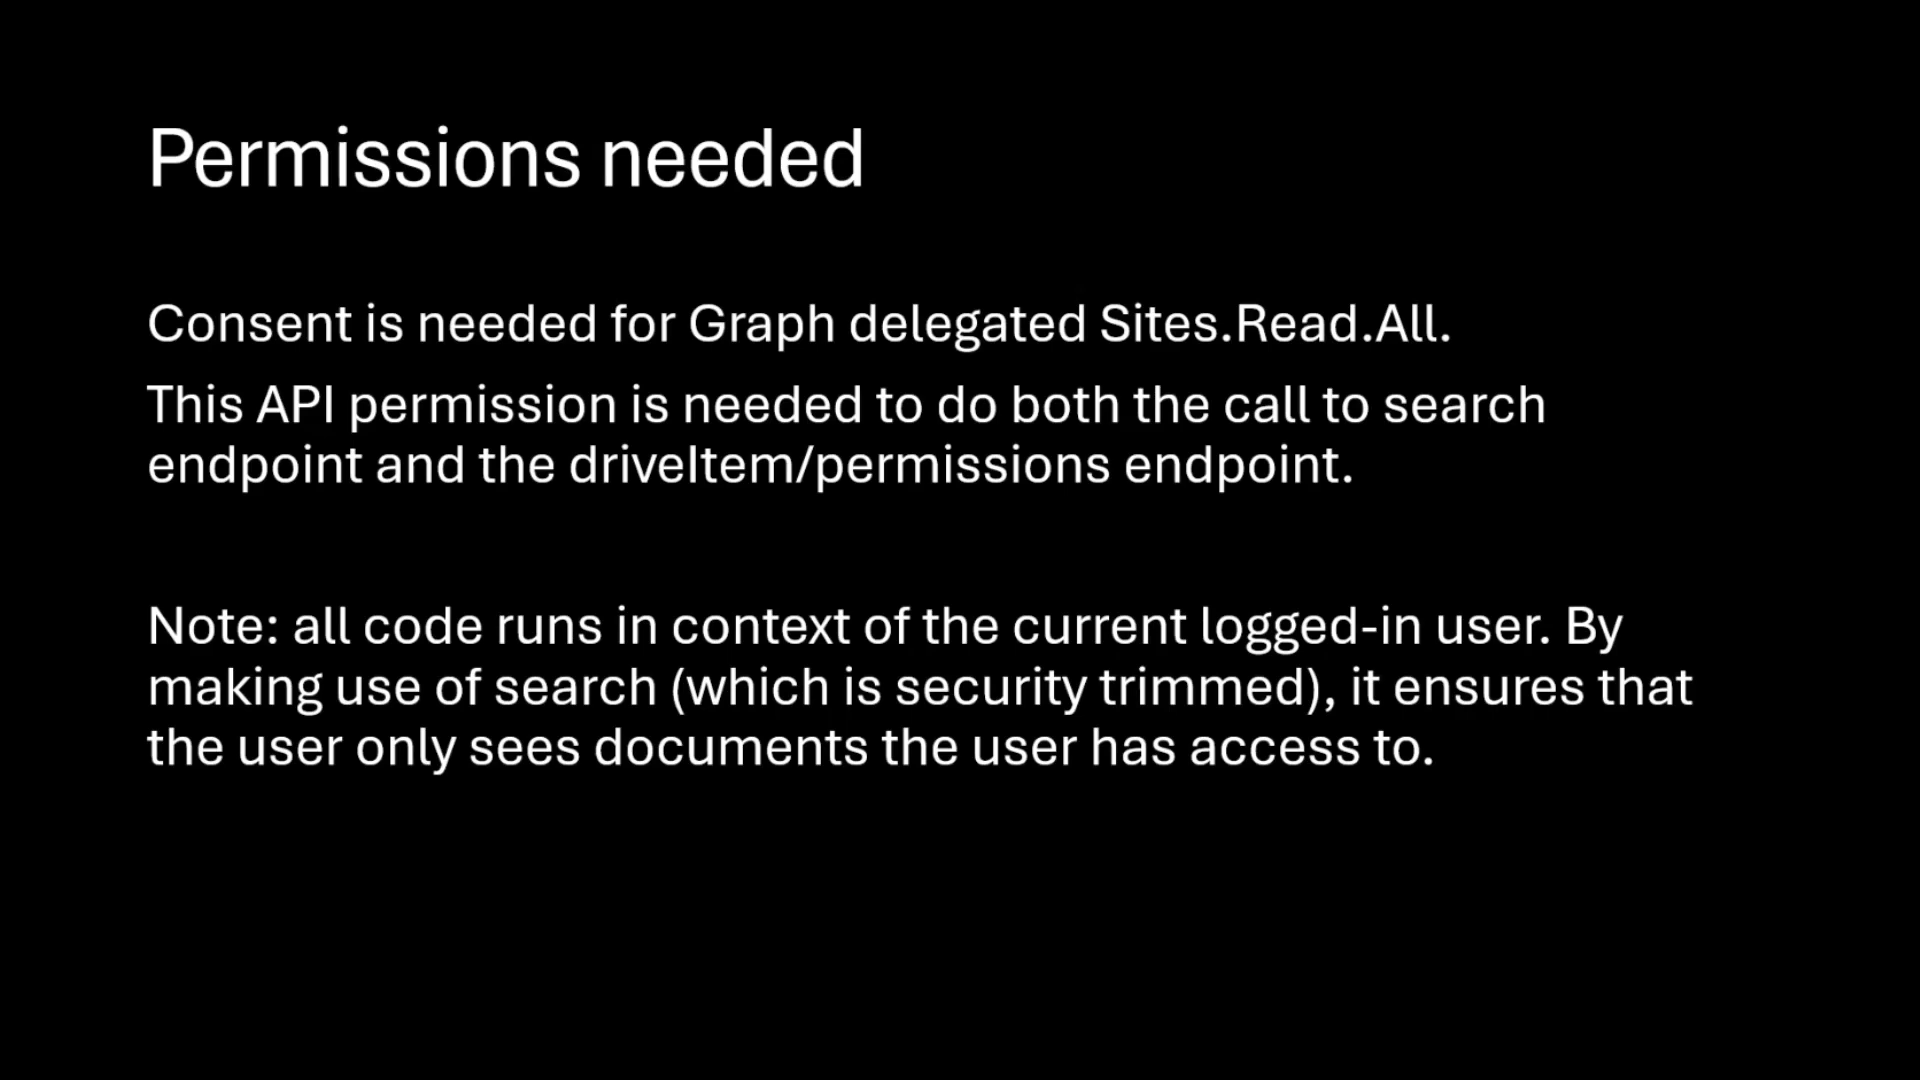 Permissions needed
Consent is needed for Graph delegated Sites.Read.All.
This API permission is needed to do both the call to search
endpoint and the driveItem/permissions endpoint.
Note: all code runs in context of the current logged-in user. By
making use of search (which is security trimmed), it ensures that
the user only sees documents the user has access to.